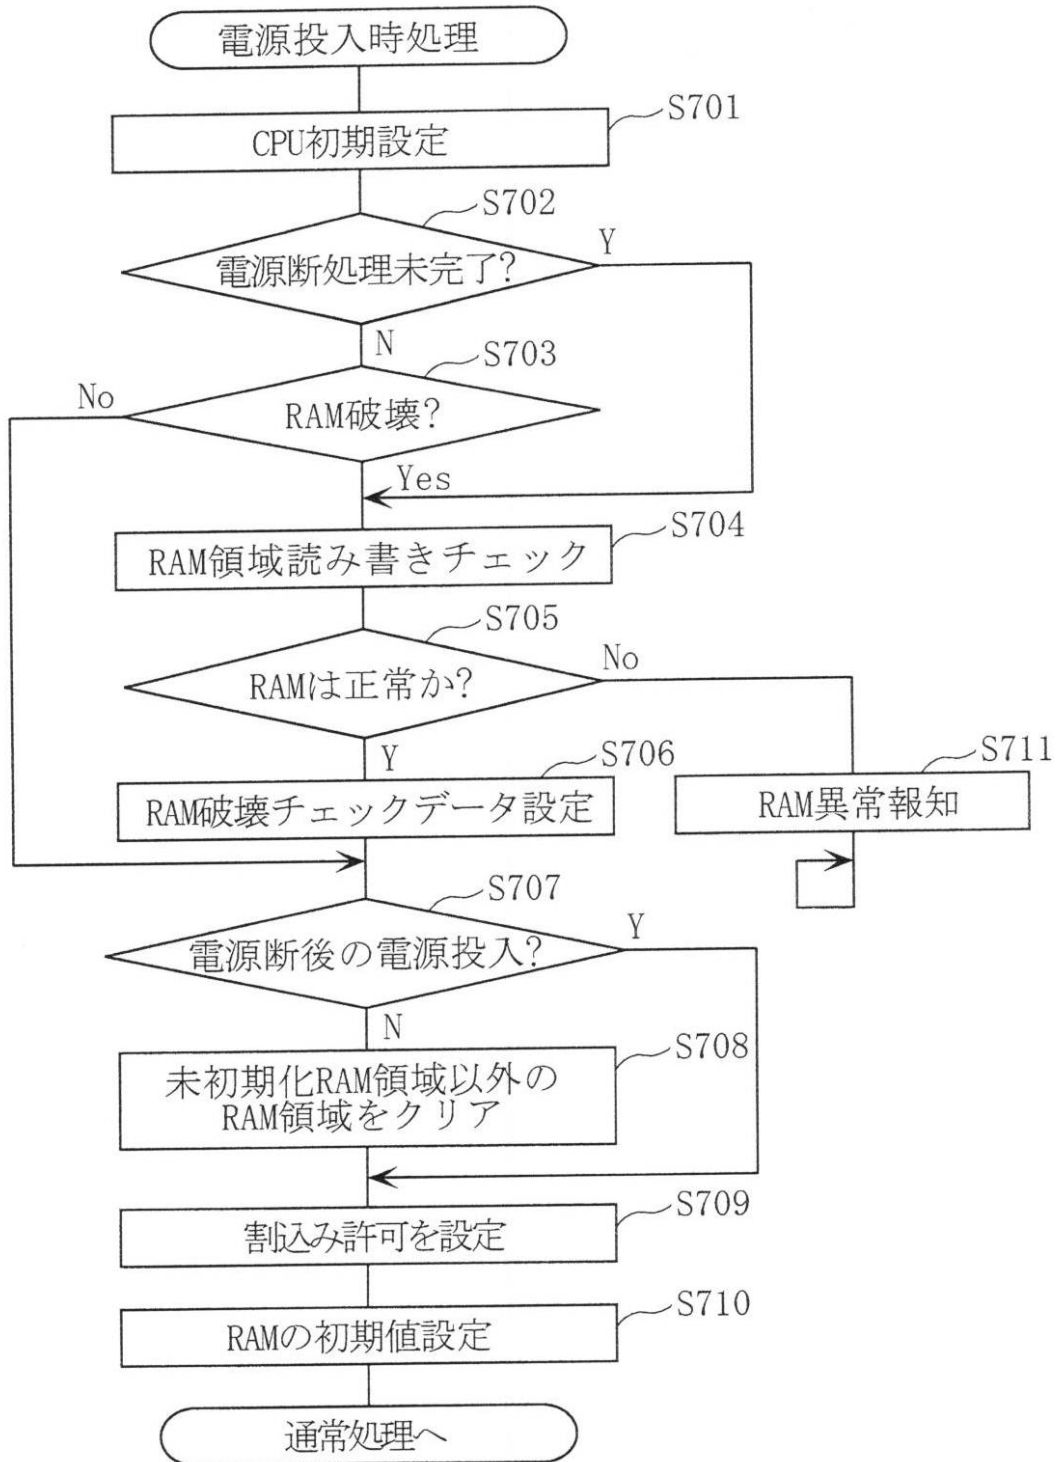 電源投入時処理
S701
CPU初期設定
S702
電源断処理未完了?
Y
N
S703
No
RAM破壊?
Yes
S704
RAM領域読み書きチェック
S705
RAMは正常か?
No
Y
S706
RAM破壊チェックデータ設定
S711
RAM異常報知
S707
電源断後の電源投入?
Y
N
S708
未初期化RAM領域以外の
RAM領域をクリア
S709
割込み許可を設定
S710
RAMの初期値設定
通常処理へ